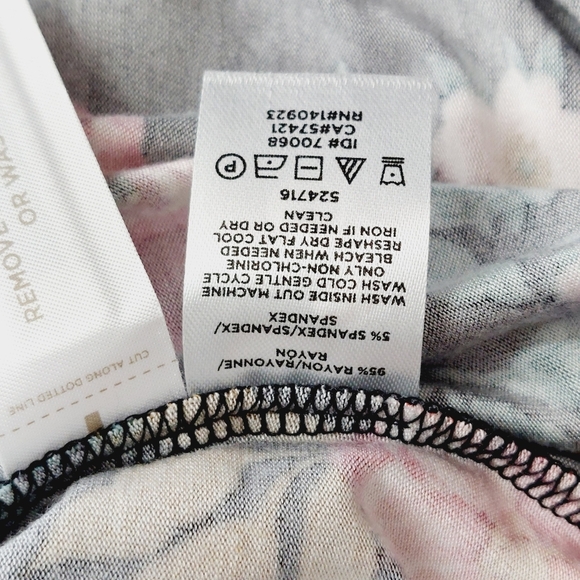 95% RAYON/RAYONNE/
RAYÓN
5% SPANDEX/SPANDEX/
SPANDEX
WASH INSIDE OUT MACHINE
WASH COLD GENTLE CYCLE
ONLY NON-CHLORINE
BLEACH WHEN NEEDED
RESHAPE DRY FLAT COOL
IRON IF NEEDED OR DRY
CLEAN
524716
P
ID# 70068
CA#57421
RN#140923
REMOVE
OR WAS
CUT ALONG DOTTED LINE